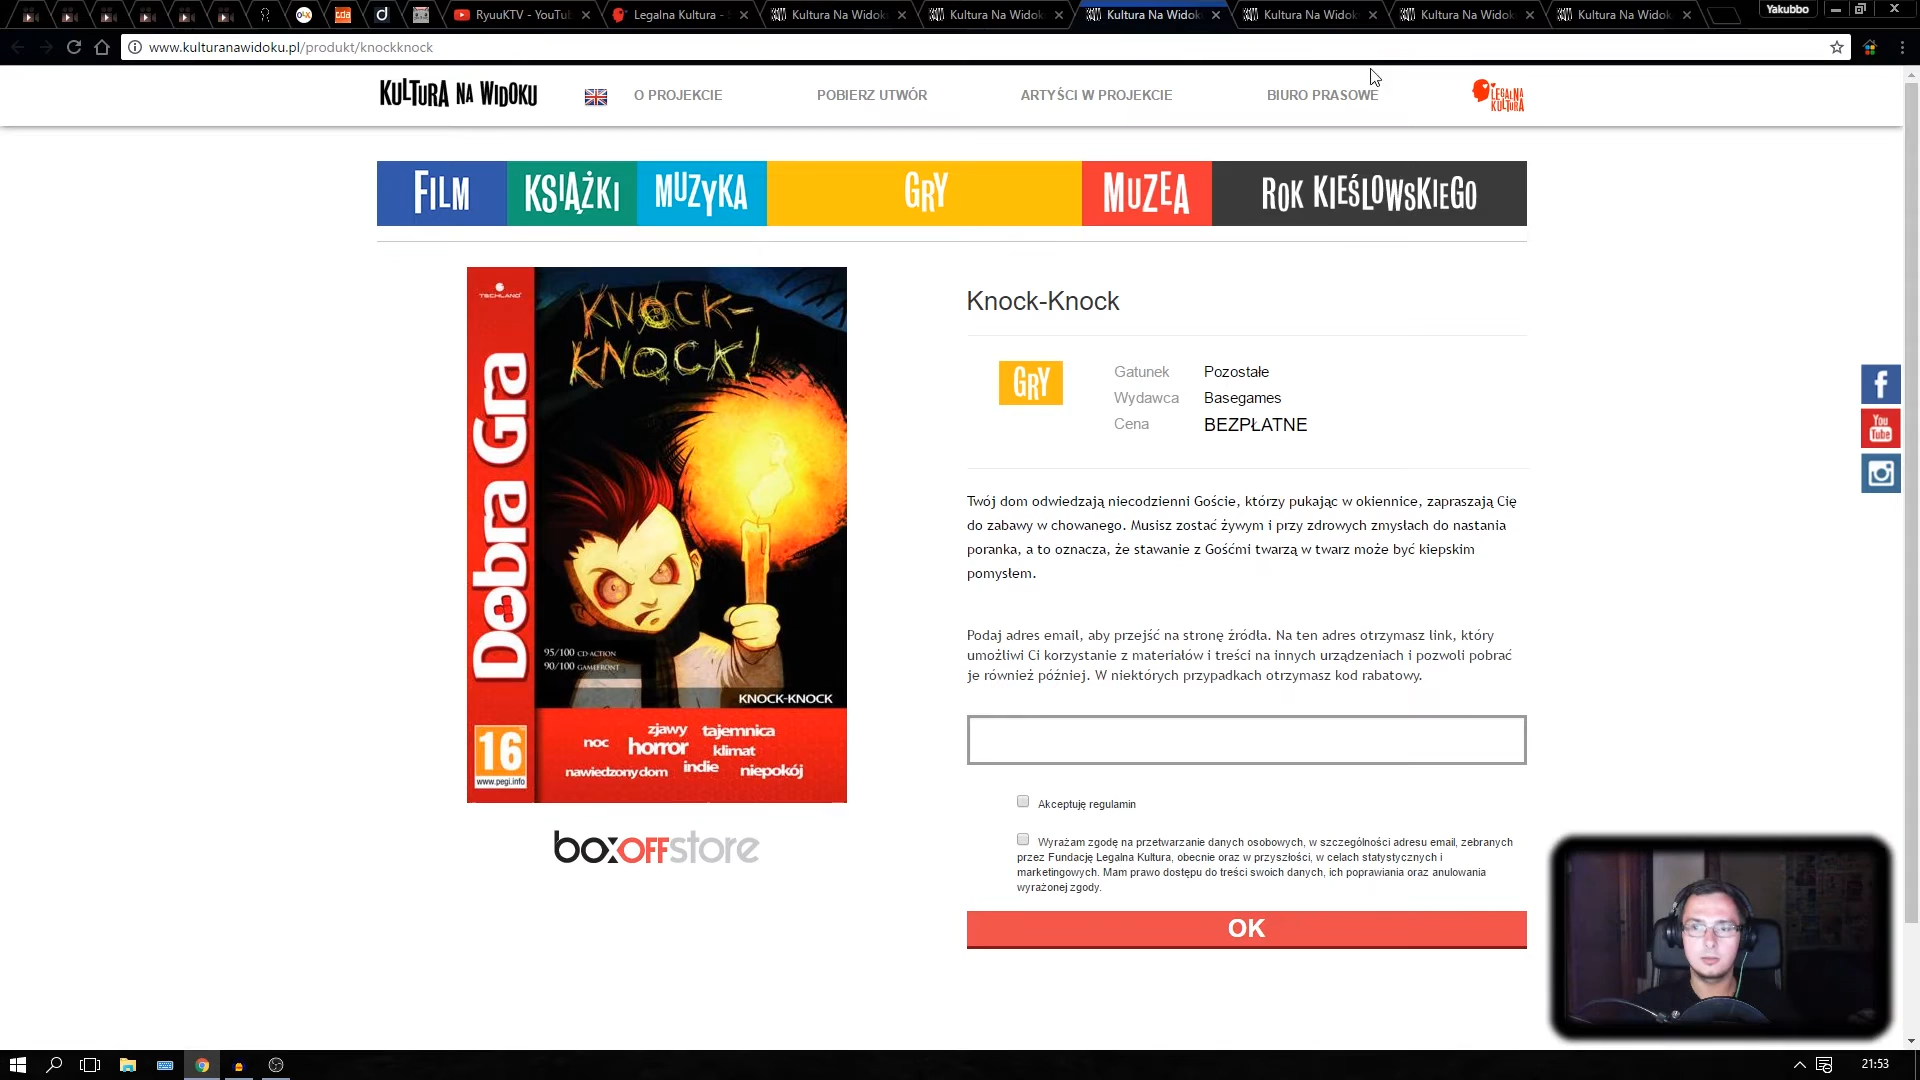 RyuuKTV - YouTu
Legalna Kultura -
Kultura Na Widok
Kultura Na Widok
Kultura Na Widok
Kultura Na Widok
Kultura Na Widok
Kultura Na Widok
Yakubbo
www.kulturanawidoku.pl/produkt/knockknock
KULTURA NA WIDOKU
O PROJEKCIE
POBIERZ UTWÓR
ARTYŚCI W PROJEKCIE
BIURO PRASOWE
LEGALNA
KULTURA
FILM
KSIĄŻKI
MUZYKA
GRY
MUZEA
ROK KIEŚLOWSKIEGO
TECHLAND
Dobra Gra
KNOCK-
KNOCK!
95/100 CD-ACTION
90/100 GAMEFRONT
KNOCK-KNOCK
zjawy tajemnica
noc horror klimat
nawiedzony dom indie niepokój
16
www.pegi.info
boxoffstore
Knock-Knock
GRY
Gatunek Pozostałe
Wydawca Basegames
Cena BEZPŁATNE
Twój dom odwiedzają niecodzienni Goście, którzy pukając w okiennice, zapraszają Cię
do zabawy w chowanego. Musisz zostać żywym i przy zdrowych zmysłach do nastania
poranka, a to oznacza, że stawanie z Gośćmi twarzą w twarz może być kiepskim
pomysłem.
Podaj adres email, aby przejść na stronę źródła. Na ten adres otrzymasz link, który
umożliwi Ci korzystanie z materiałów i treści na innych urządzeniach i pozwoli pobrać
je również później. W niektórych przypadkach otrzymasz kod rabatowy.
Akceptuję regulamin
Wyrażam zgodę na przetwarzanie danych osobowych, w szczególności adresu email, zebranych
przez Fundację Legalna Kultura, obecnie oraz w przyszłości, w celach statystycznych i
marketingowych. Mam prawo dostępu do treści swoich danych, ich poprawiania oraz anulowania
wyrażonej zgody.
OK
You
Tube
21:53